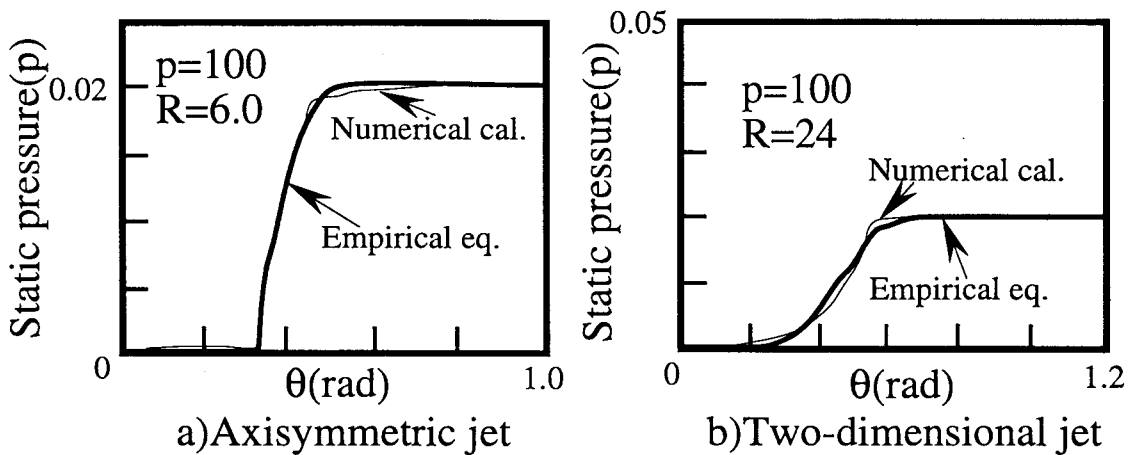 Static pressure(p)
0.02
0
p=100
R=6.0
Numerical cal.
Empirical eq.
θ(rad)
1.0
a)Axisymmetric jet
Static pressure(p)
0.05
p=100
R=24
Numerical cal.
Empirical eq.
0
θ(rad)
1.2
b)Two-dimensional jet